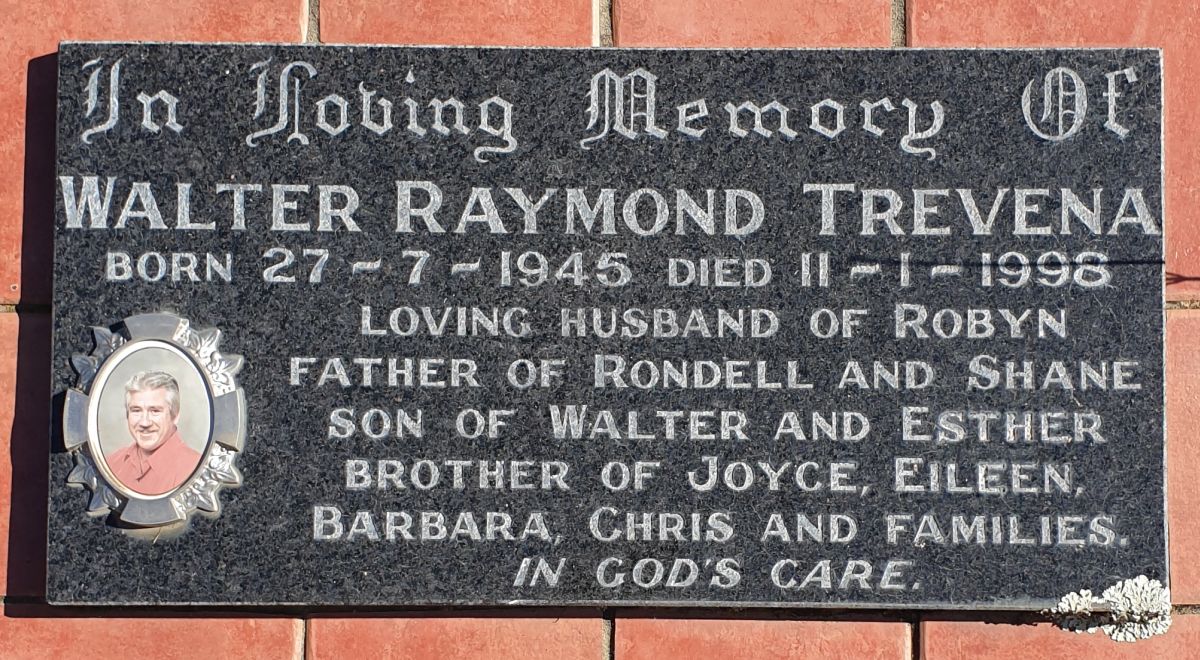 In Loving Memory Of
WALTER RAYMOND TREVENA
BORN 27-7-1945 DIED 11-1-1998
LOVING HUSBAND OF ROBYN
FATHER OF RONDELL AND SHANE
SON OF WALTER AND ESTHER
BROTHER OF JOYCE, EILEEN,
BARBARA, CHRIS AND FAMILIES.
IN GOD'S CARE.